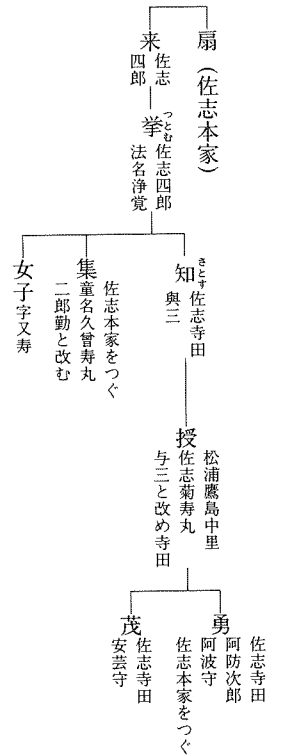 扇（佐志本家）
来
佐志
四郎
挙
つとむ
佐志四郎
法名浄覚
知
さとす
佐志寺田
與三
集
佐志本家をつぐ
童名久曾寿丸
二郎勤と改む
女子
字又寿
授
松浦鷹島中里
佐志菊寿丸
与三と改め寺田
勇
佐志寺田
阿防次郎
阿波守
佐志本家をつぐ
茂
佐志寺田
安芸守